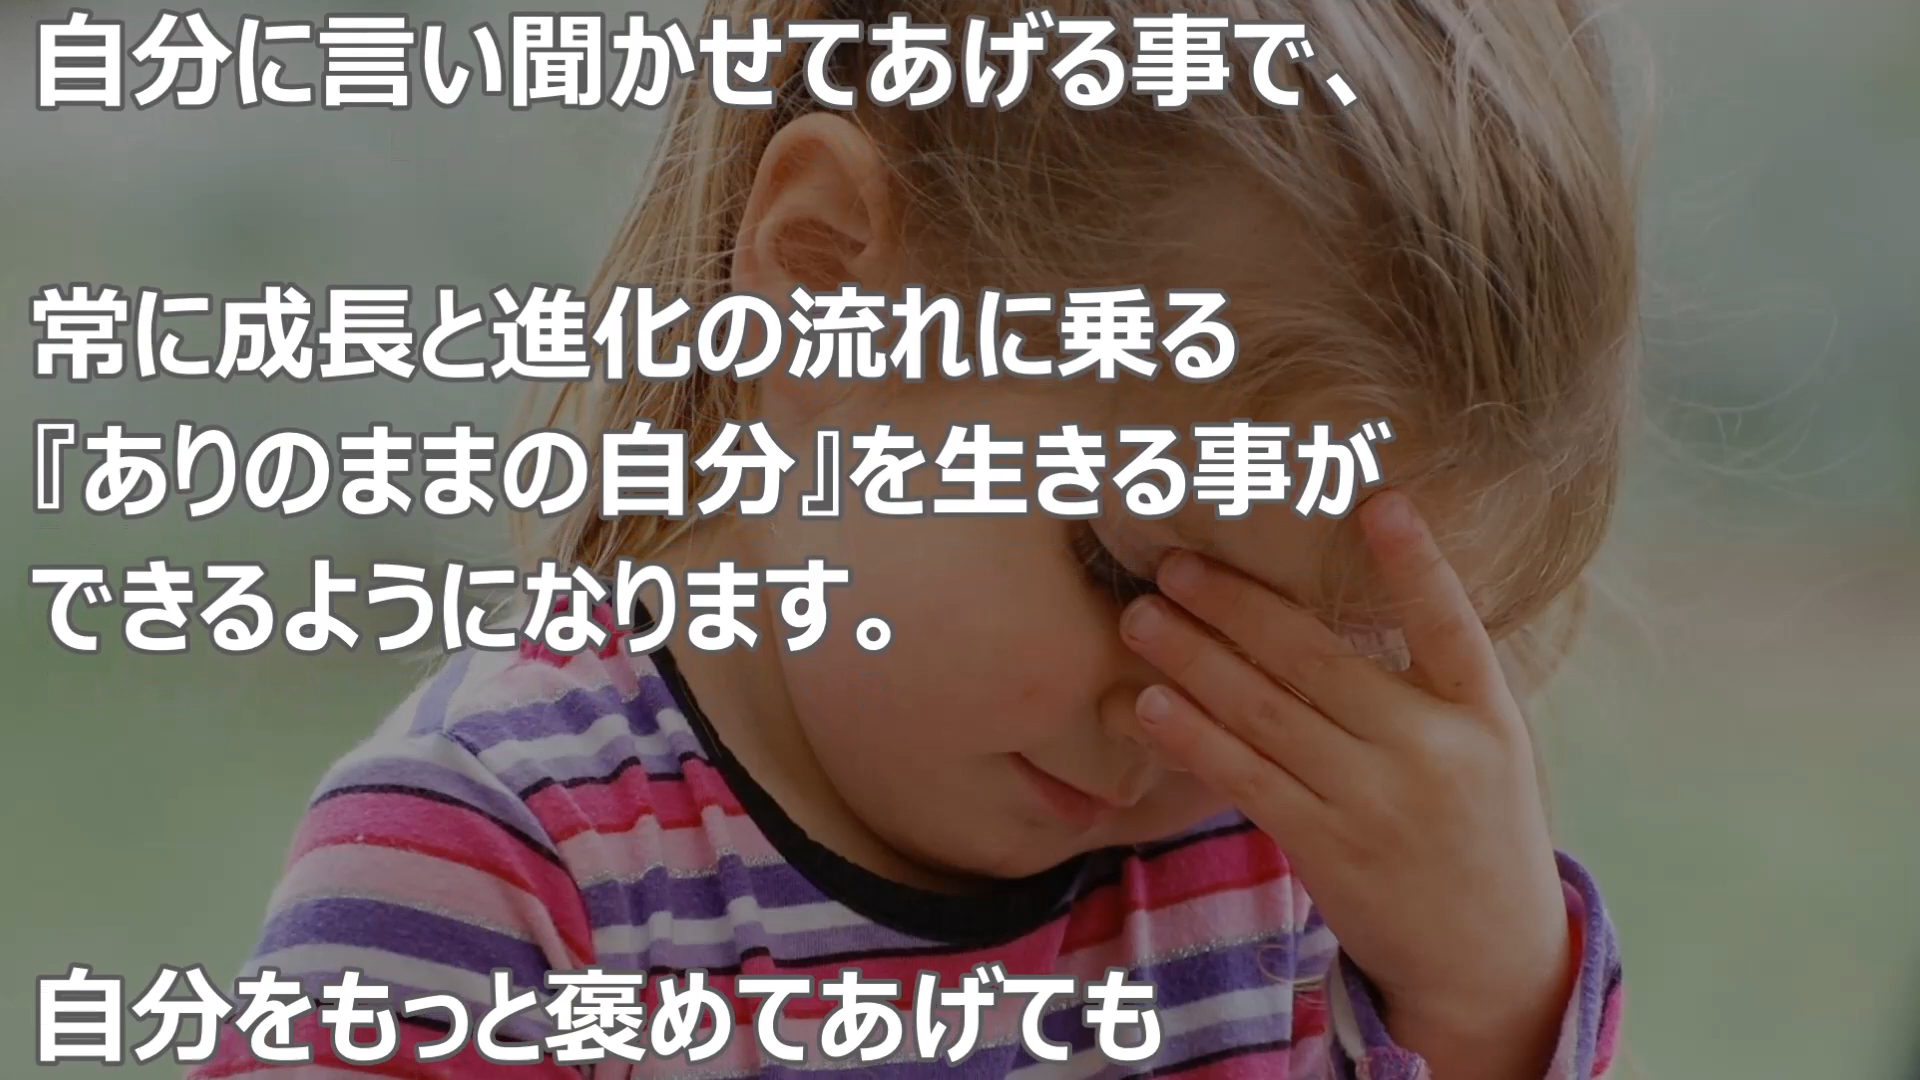 自分に言い聞かせてあげる事で、
常に成長と進化の流れに乗る
『ありのままの自分』を生きる事が
できるようになります。
自分をもっと褒めてあげても